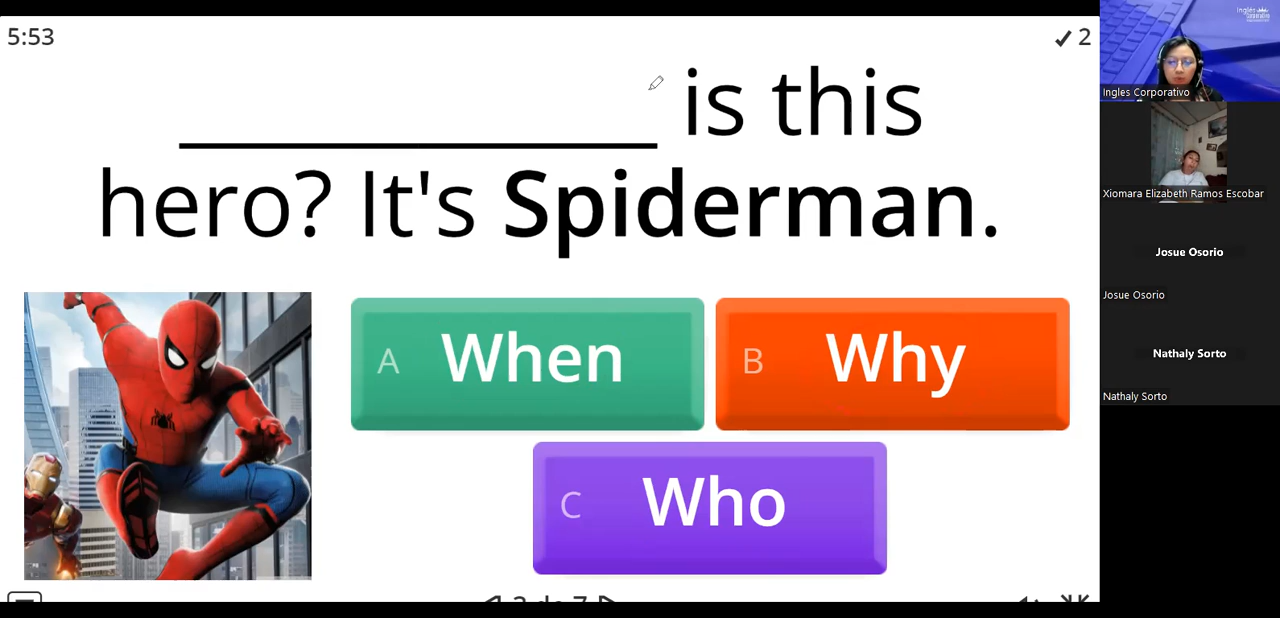 5:53
2
is this
hero? It's Spiderman.
A When
B Why
C Who
Ingles Corporativo
Xiomara Elizabeth Ramos Escobar
Josue Osorio
Josue Osorio
Nathaly Sorto
Nathaly Sorto